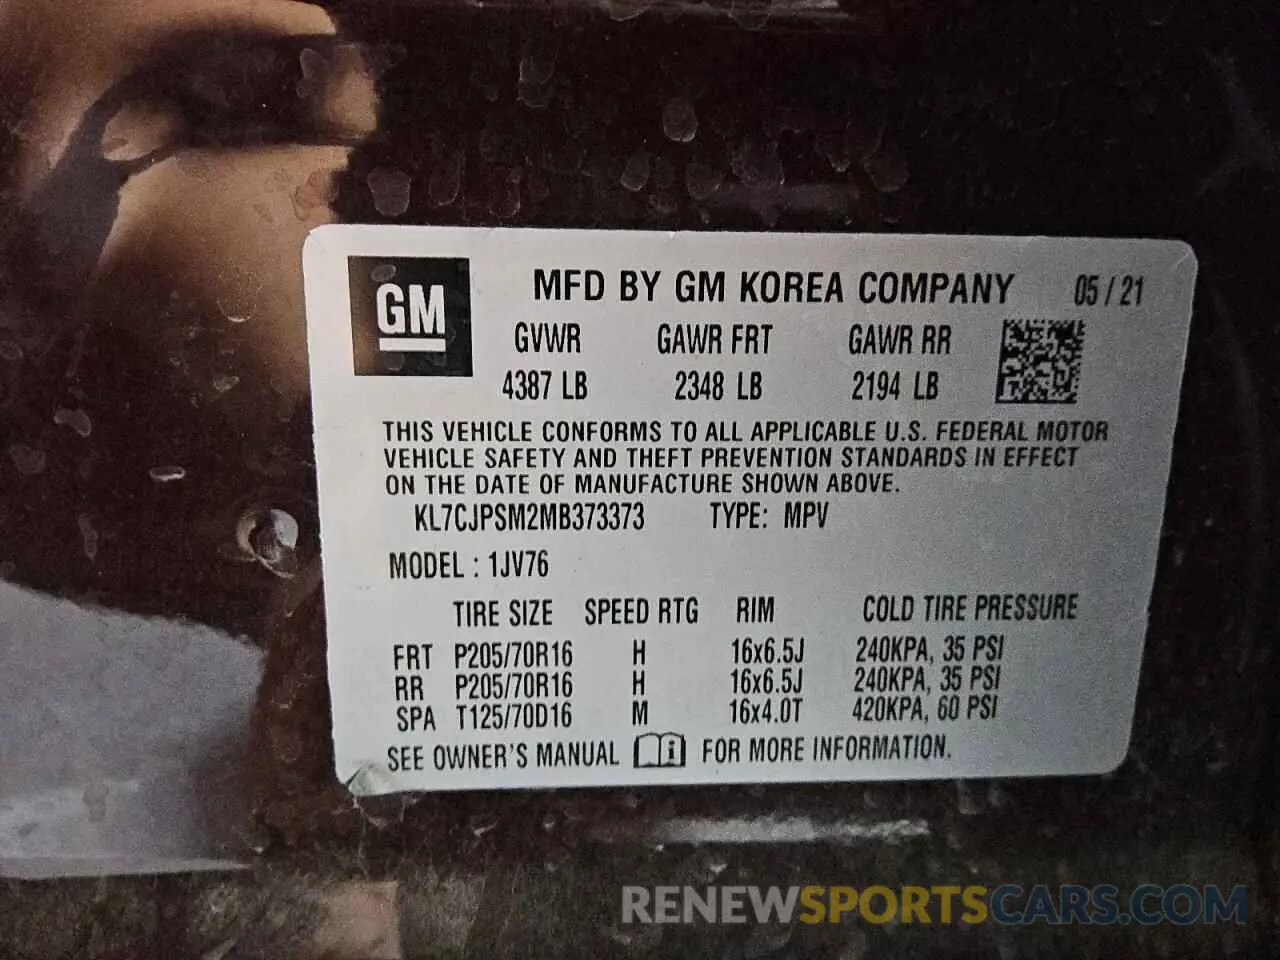 GM
MFD BY GM KOREA COMPANY 05 / 21
GVWR GAWR FRT GAWR RR
4387 LB 2348 LB 2194 LB
THIS VEHICLE CONFORMS TO ALL APPLICABLE U.S. FEDERAL MOTOR
VEHICLE SAFETY AND THEFT PREVENTION STANDARDS IN EFFECT
ON THE DATE OF MANUFACTURE SHOWN ABOVE.
KL7CJPSM2MB373373 TYPE: MPV
MODEL : 1JV76
TIRE SIZE SPEED RTG RIM COLD TIRE PRESSURE
FRT P205/70R16 H 16x6.5J 240KPA, 35 PSI
RR P205/70R16 H 16x6.5J 240KPA, 35 PSI
SPA T125/70D16 M 16x4.0T 420KPA, 60 PSI
SEE OWNER'S MANUAL i FOR MORE INFORMATION.
RENEWSPORTSCARS.COM